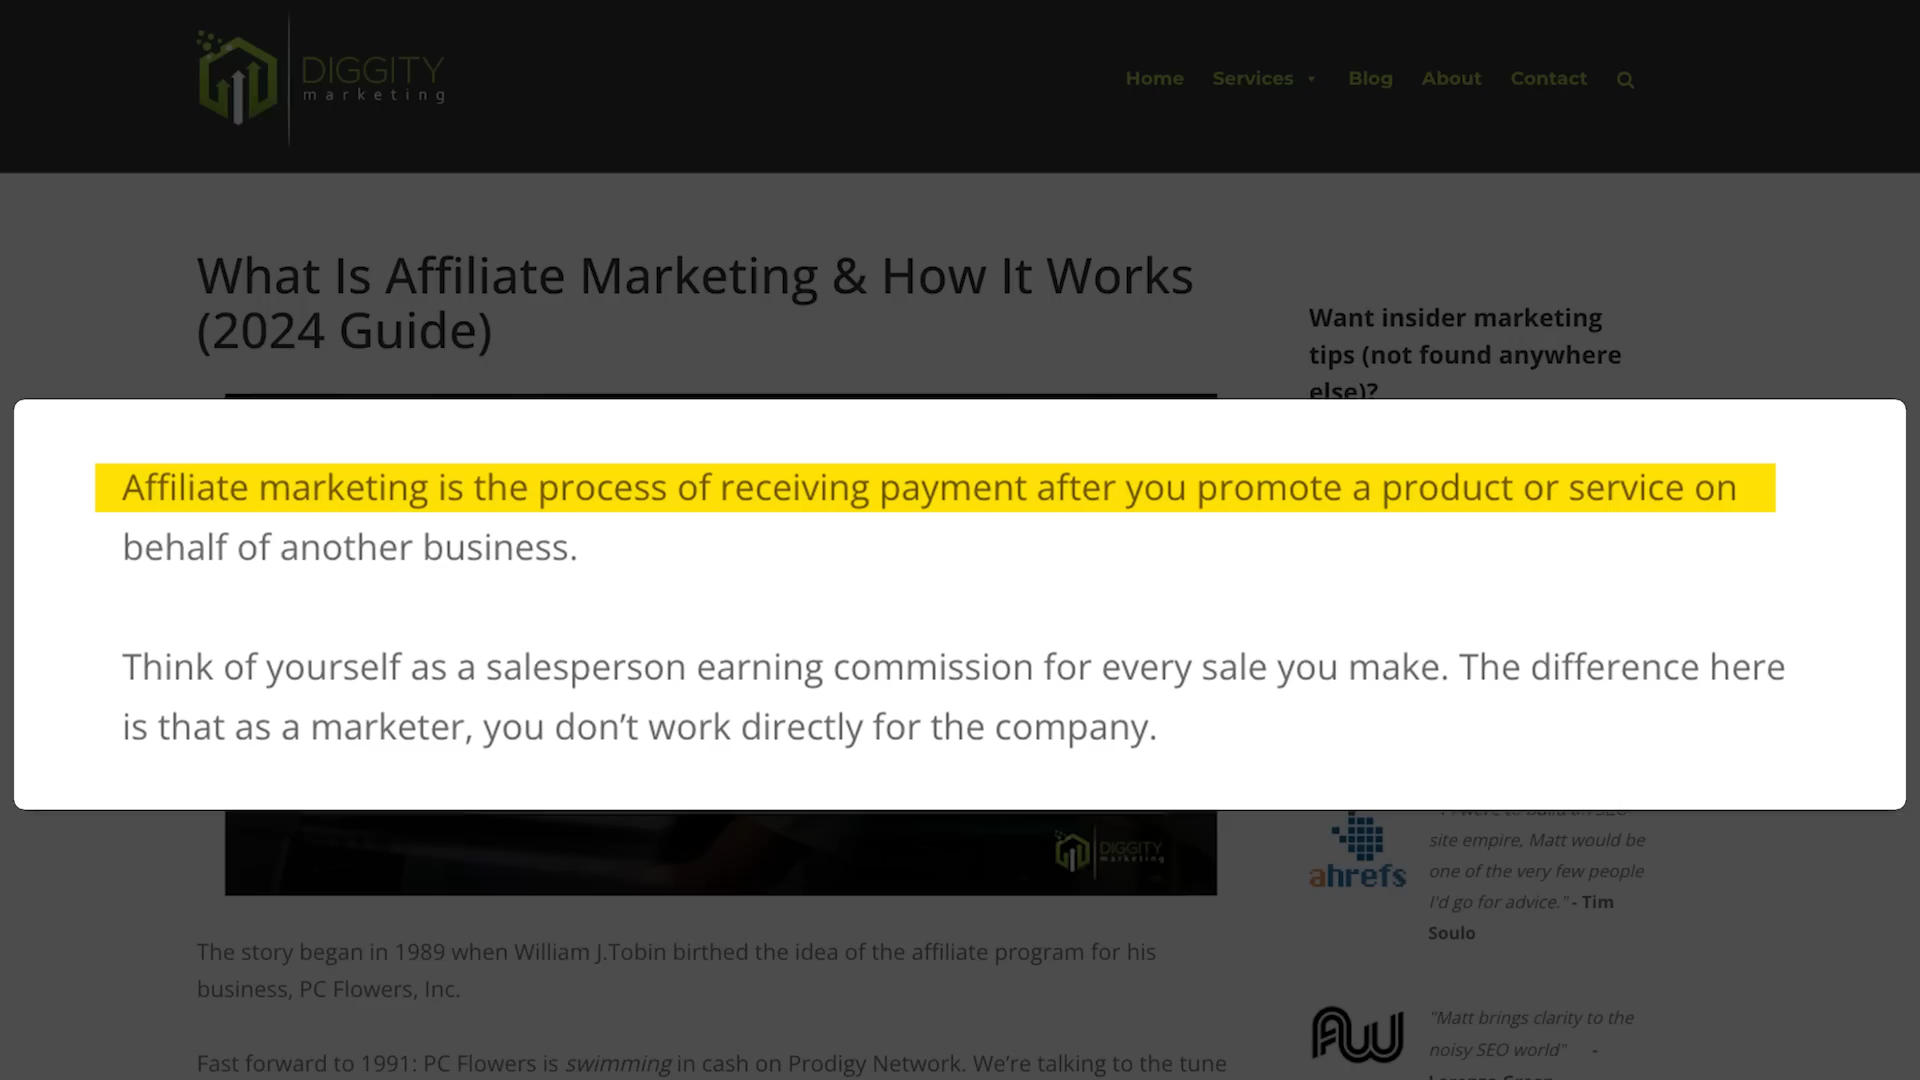 DIGGITY
marketing
Home Services Blog About Contact
What Is Affiliate Marketing & How It Works
(2024 Guide)
Want insider marketing
tips (not found anywhere
else)?
Affiliate marketing is the process of receiving payment after you promote a product or service on
behalf of another business.
Think of yourself as a salesperson earning commission for every sale you make. The difference here
is that as a marketer, you don’t work directly for the company.
DIGGITY
marketing
ahrefs
site empire, Matt would be
one of the very few people
I'd go for advice." - Tim
Soulo
The story began in 1989 when William J.Tobin birthed the idea of the affiliate program for his
business, PC Flowers, Inc.
AW
"Matt brings clarity to the
noisy SEO world" -
Fast forward to 1991: PC Flowers is swimming in cash on Prodigy Network. We’re talking to the tune